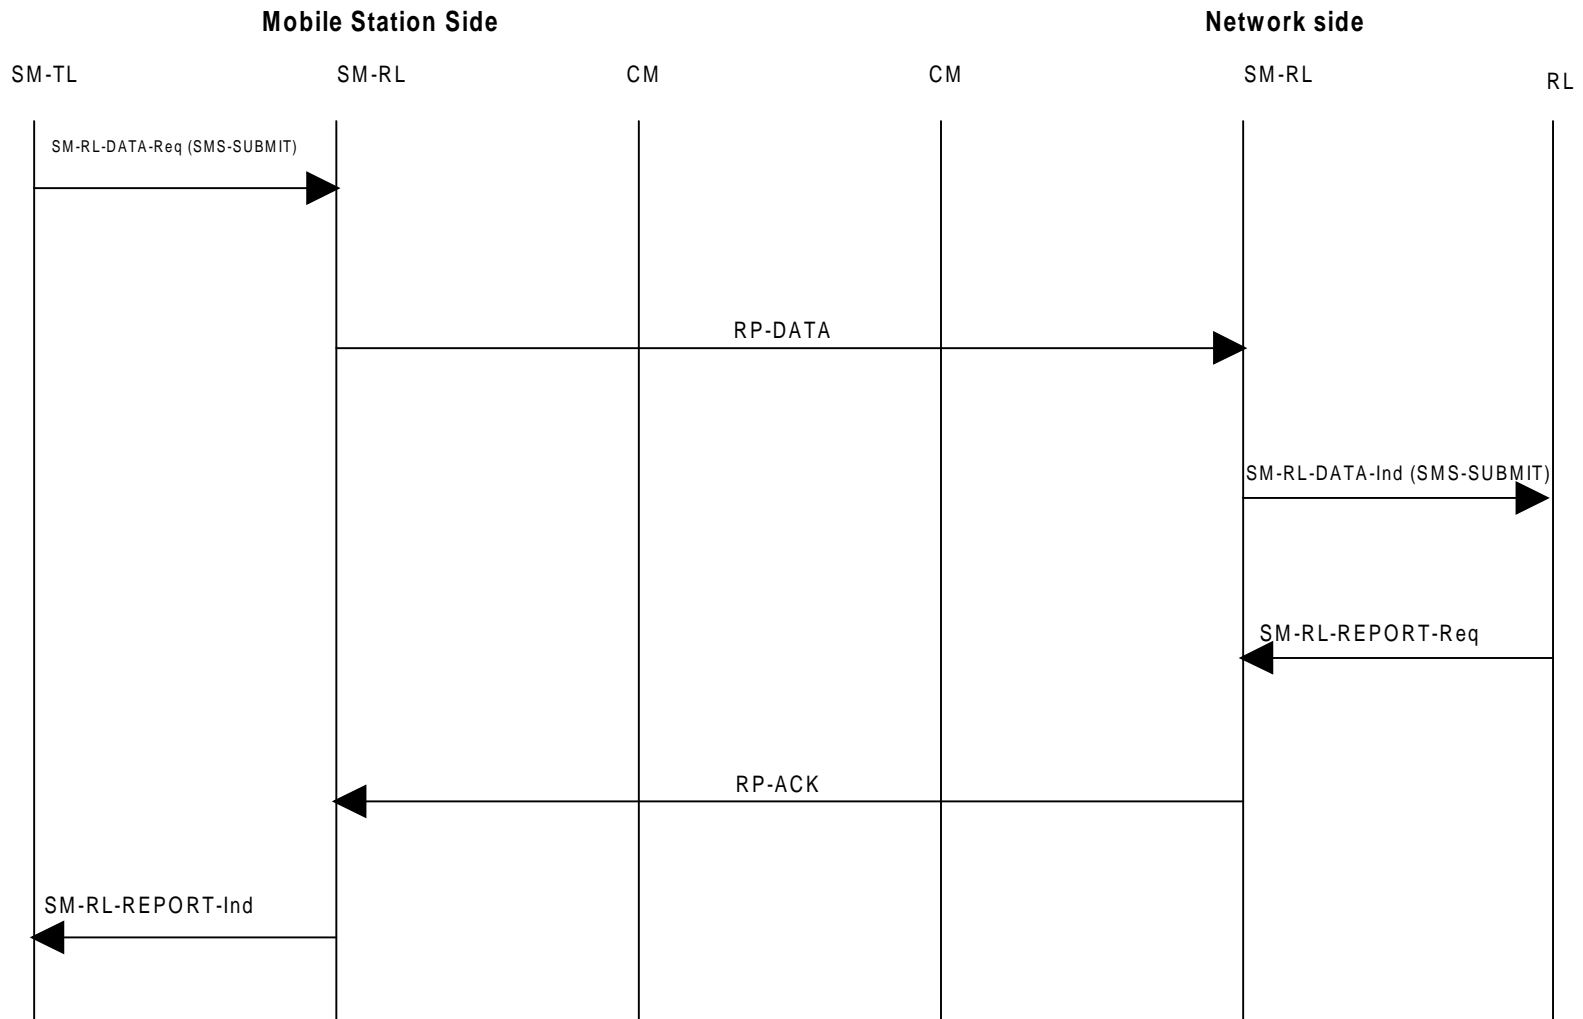 Mobile Station Side
Network side
SM-TL
SM-RL
CM
CM
SM-RL
RL
SM-RL-DATA-Req (SMS-SUBMIT)
RP-DATA
SM-RL-DATA-Ind (SMS-SUBMIT)
SM-RL-REPORT-Req
RP-ACK
SM-RL-REPORT-Ind